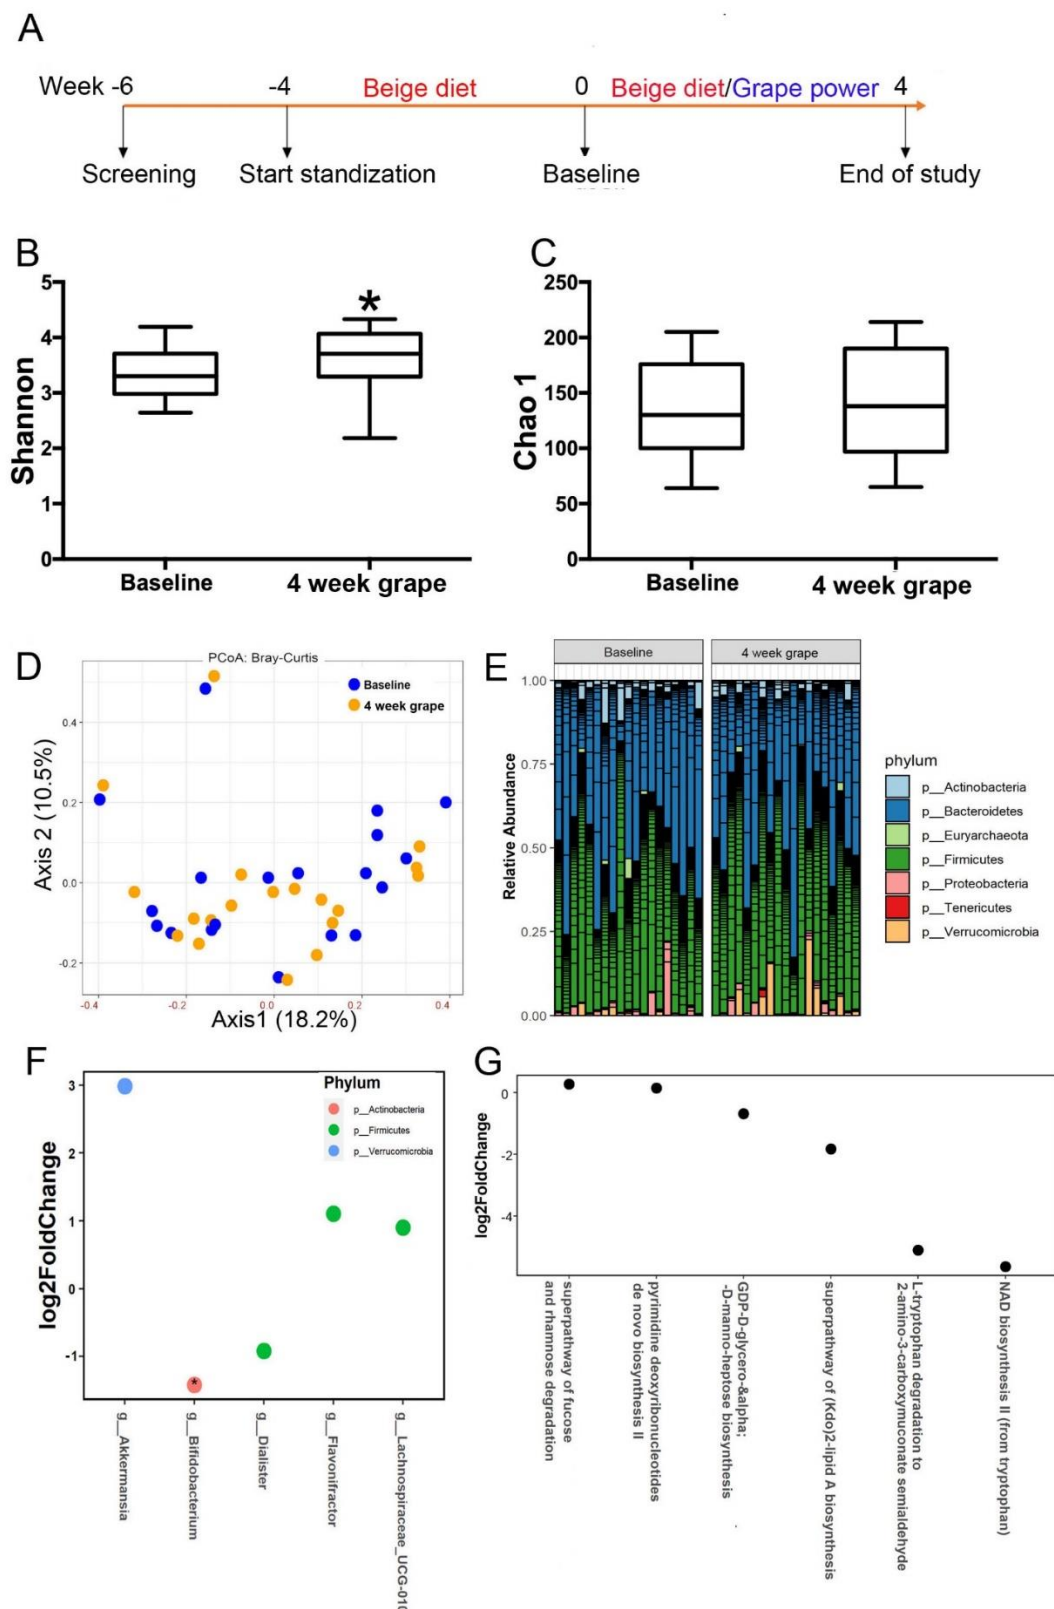 A
Week -6 -4 Beige diet 0 Beige diet/Grape power 4
Screening Start standization Baseline End of study
B
Shannon
5
4
3
2
1
0
*
Baseline 4 week grape
C
Chao 1
250
200
150
100
50
0
Baseline 4 week grape
D
PCoA: Bray-Curtis
Baseline
4 week grape
Axis 2 (10.5%)
0.4
0.2
0.0
-0.2
-0.4 -0.2 0.0 0.2 0.4
Axis1 (18.2%)
E
Baseline 4 week grape
Relative Abundance
1.00
0.75
0.50
0.25
0.00
phylum
p__Actinobacteria
p__Bacteroidetes
p__Euryarchaeota
p__Firmicutes
p__Proteobacteria
p__Tenericutes
p__Verrucomicrobia
F
log2FoldChange
3
2
1
0
-1
*
Phylum
p__Actinobacteria
p__Firmicutes
p__Verrucomicrobia
g__Akkermansia
g__Bifidobacterium
g__Dialister
g__Flavonifractor
g__Lachnospiraceae_UCG-010
G
log2FoldChange
0
-2
-4
superpathway of fucose
and rhamnose degradation
pyrimidine deoxyribonucleotides
de novo biosynthesis II
GDP-D-glycero-&alpha;
-D-manno-heptose biosynthesis
superpathway of (Kdo)2-lipid A biosynthesis
L-tryptophan degradation to
2-amino-3-carboxymuconate semialdehyde
NAD biosynthesis II (from tryptophan)